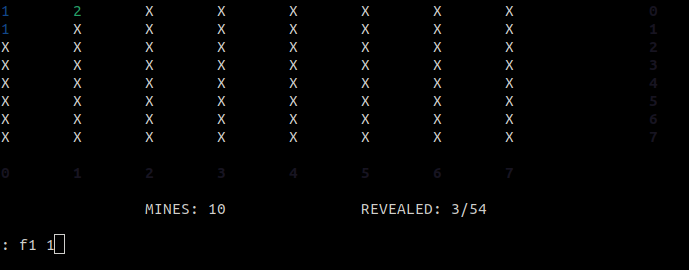 1 2 X X X X X X 0
1 X X X X X X X 1
X X X X X X X X 2
X X X X X X X X 3
X X X X X X X X 4
X X X X X X X X 5
X X X X X X X X 6
X X X X X X X X 7
0 1 2 3 4 5 6 7
MINES: 10 REVEALED: 3/54
: f1 1